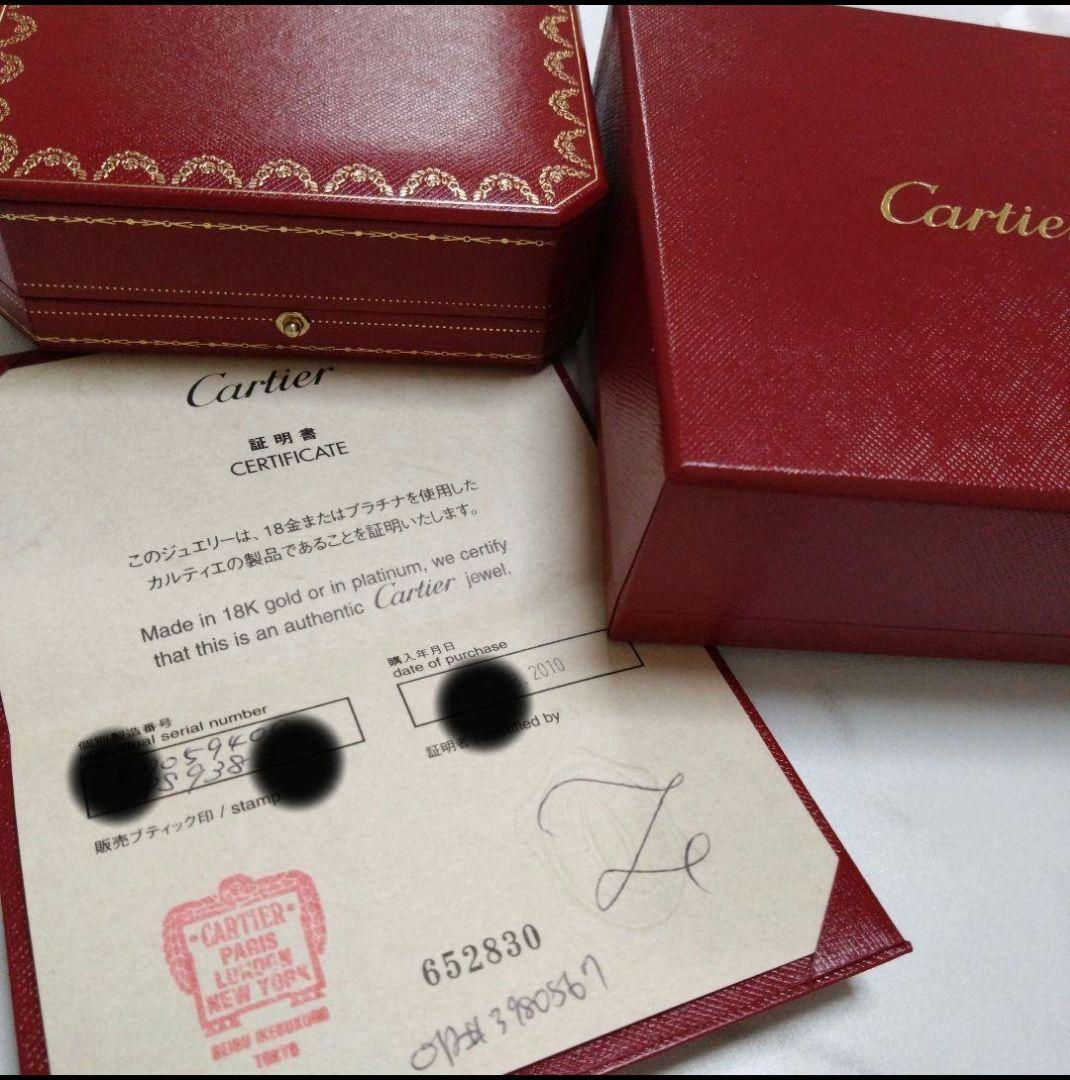 Cartier
証明書
CERTIFICATE
このジュエリーは、18金またはプラチナを使用した
カルティエの製品であることを証明いたします。
Made in 18K gold or in platinum, we certify
that this is an authentic Cartier jewel.
購入年月日
date of purchase
2010
製造番号
serial number
証明
by
販売ブティック印 / stamp
CARTIER
PARIS
LONDON
NEW YORK
SEIBU IKEBUKURO
TOKYO
652830
OP# 3980567